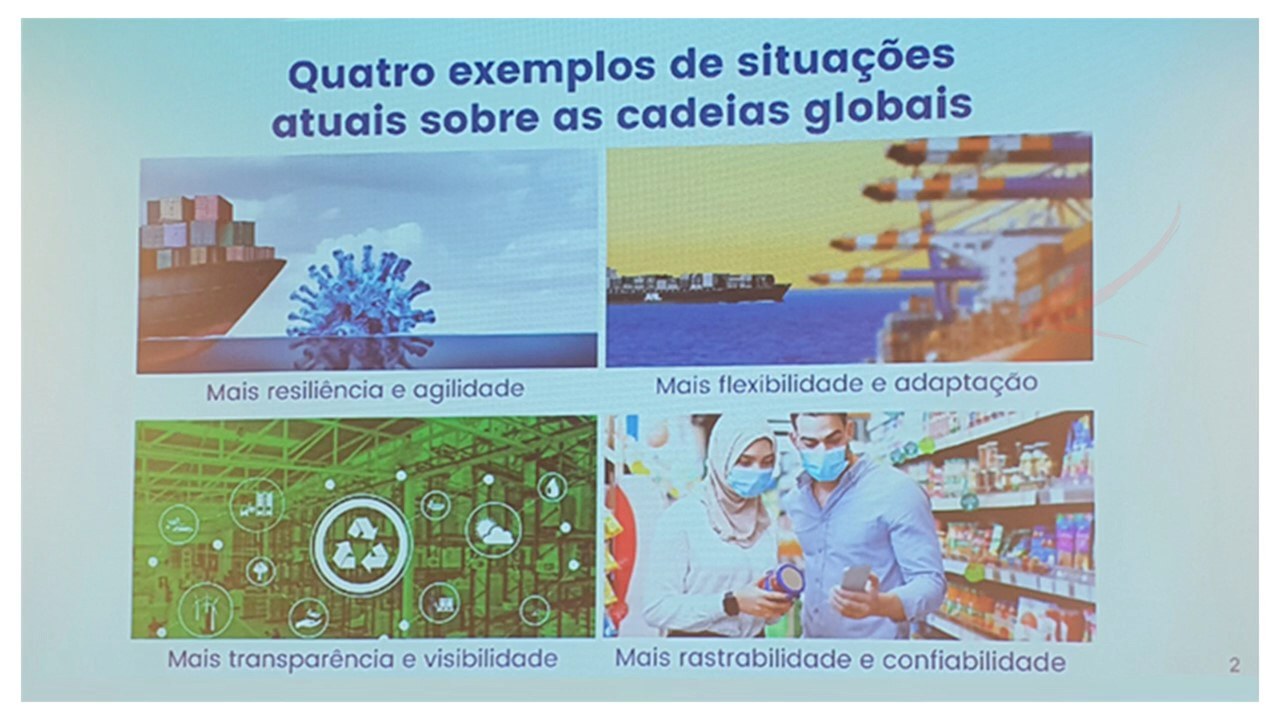 Quatro exemplos de situações
atuais sobre as cadeias globais
Mais resiliência e agilidade
Mais flexibilidade e adaptação
Mais transparência e visibilidade
Mais rastrabilidade e confiabilidade
2